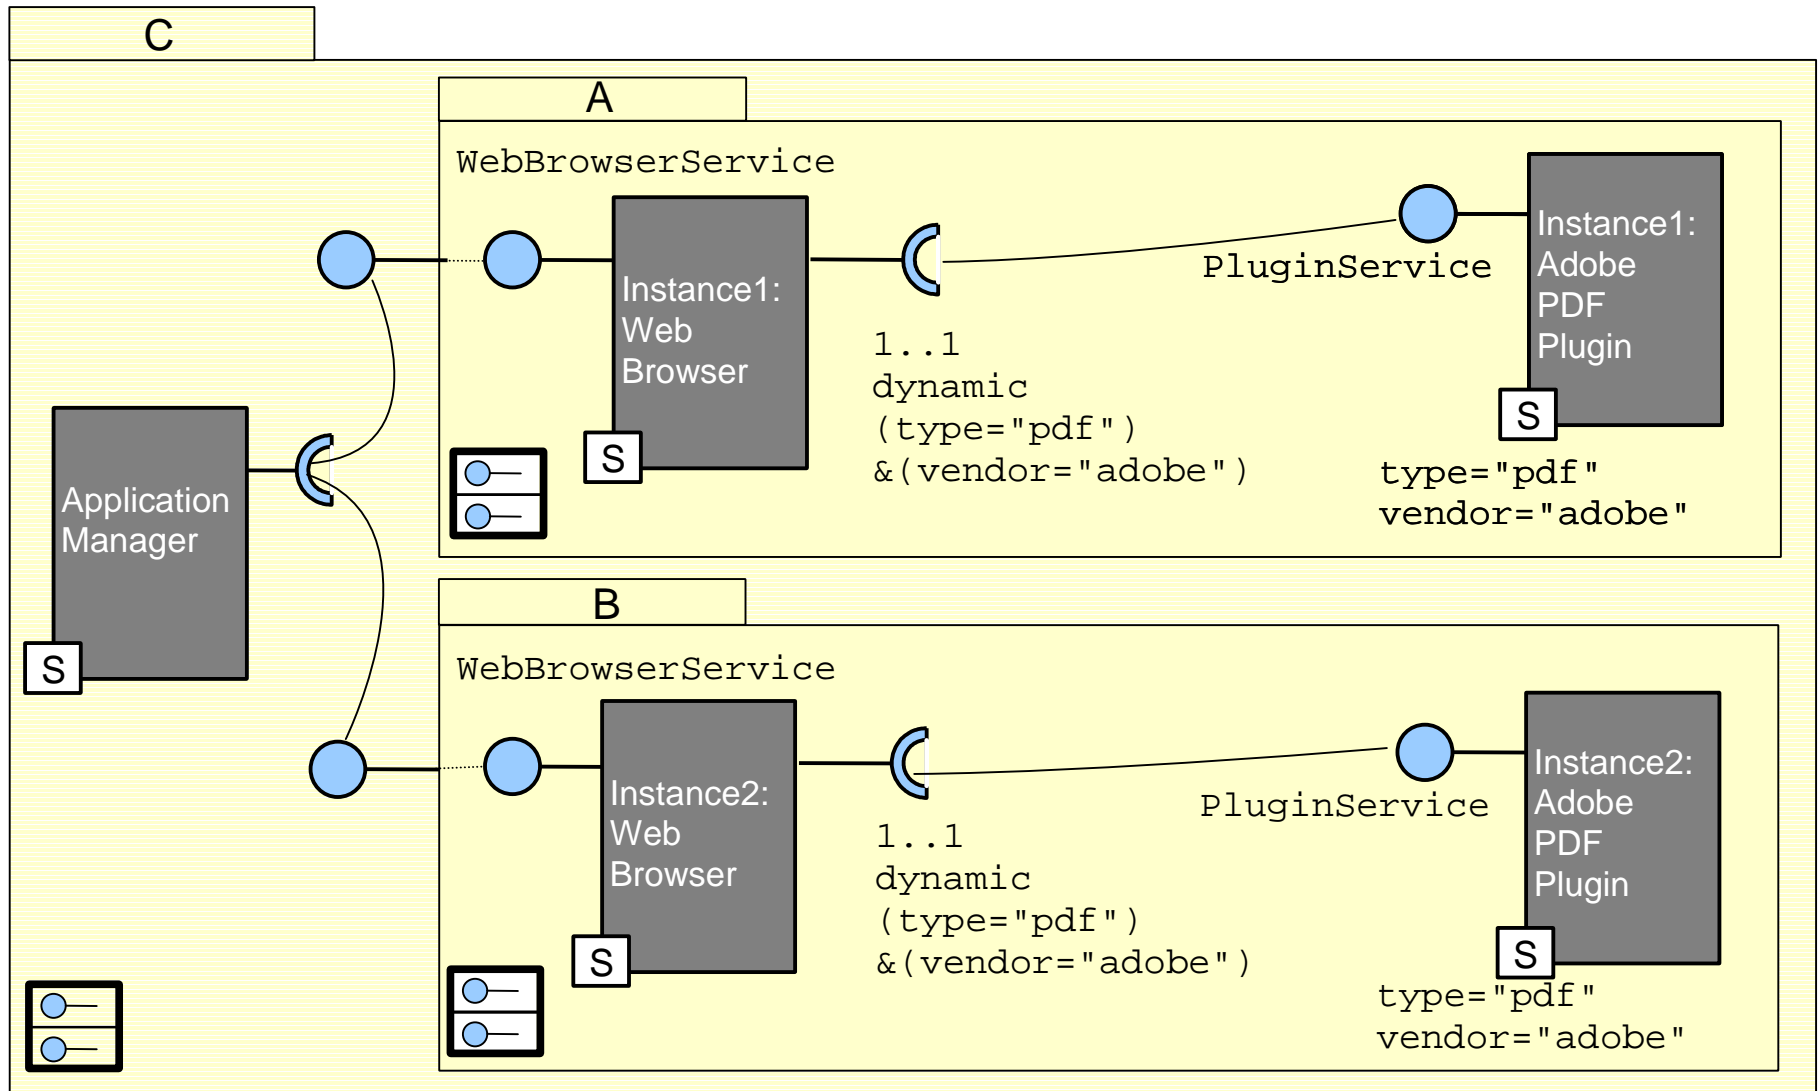 C
A
WebBrowserService
Instance1:
Web
Browser
S
1..1
dynamic
(type="pdf")
&(vendor="adobe")
PluginService
Instance1:
Adobe
PDF
Plugin
S
type="pdf"
vendor="adobe"
Application
Manager
S
B
WebBrowserService
Instance2:
Web
Browser
S
1..1
dynamic
(type="pdf")
&(vendor="adobe")
PluginService
Instance2:
Adobe
PDF
Plugin
S
type="pdf"
vendor="adobe"